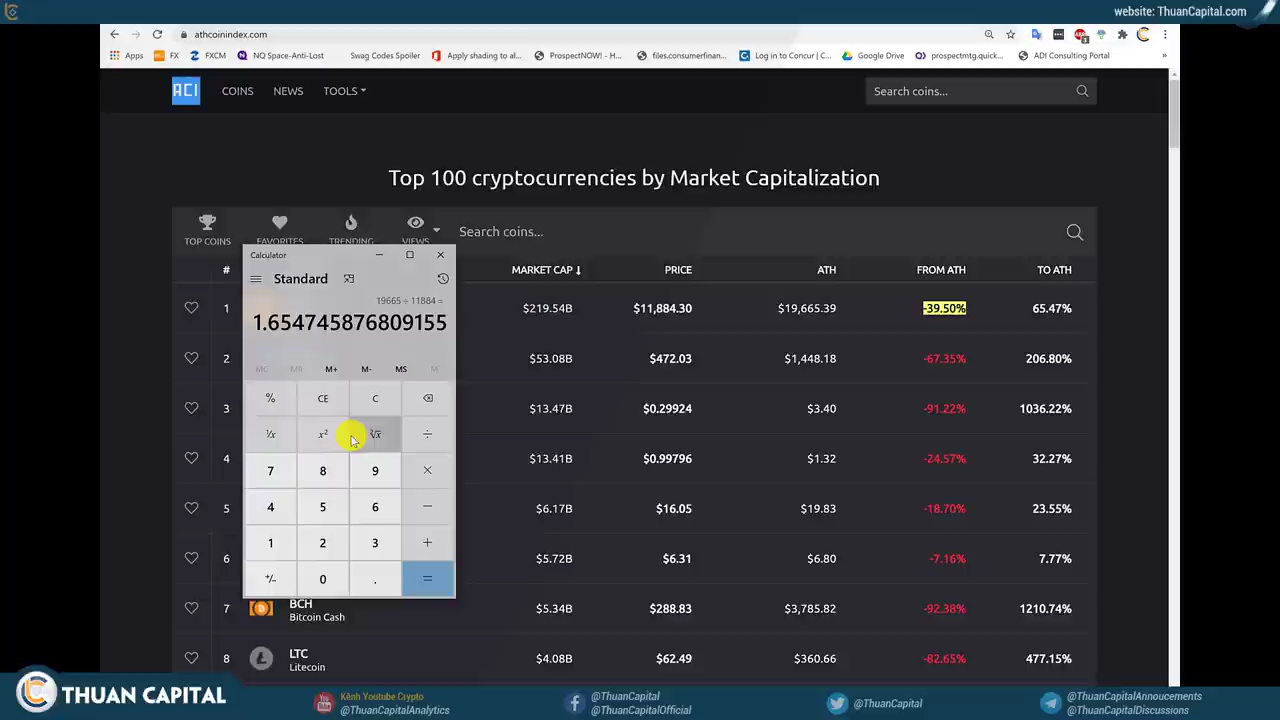 website: ThuanCapital.com
athcoinindex.com
Apps FX FXCM NQ Space-Anti-Lost Swag Codes Spoiler Apply shading to al... ProspectNOW! - H... files.consumerfinan... Log in to Concur | C... Google Drive prospectmtg.quick... ADI Consulting Portal »
ACI COINS NEWS TOOLS Search coins...
Top 100 cryptocurrencies by Market Capitalization
TOP COINS FAVORITES TRENDING VIEWS Search coins...
Calculator
Standard
19665 ÷ 11884 =
1.654745876809155
MC MR M+ M- MS M
% CE C
¹/x x² ²√x ÷
7 8 9 ×
4 5 6 −
1 2 3 +
+/− 0 . =
# MARKET CAP ↓ PRICE ATH FROM ATH TO ATH
1 $219.54B $11,884.30 $19,665.39 -39.50% 65.47%
2 $53.08B $472.03 $1,448.18 -67.35% 206.80%
3 $13.47B $0.29924 $3.40 -91.22% 1036.22%
4 $13.41B $0.99796 $1.32 -24.57% 32.27%
5 $6.17B $16.05 $19.83 -18.70% 23.55%
6 $5.72B $6.31 $6.80 -7.16% 7.77%
7 BCH $5.34B $288.83 $3,785.82 -92.38% 1210.74%
Bitcoin Cash
8 LTC $4.08B $62.49 $360.66 -82.65% 477.15%
Litecoin
THUAN CAPITAL
Kênh Youtube Crypto
@ThuanCapitalAnalytics
@ThuanCapital
@ThuanCapitalOfficial
@ThuanCapital
@ThuanCapitalAnnoucements
@ThuanCapitalDiscussions